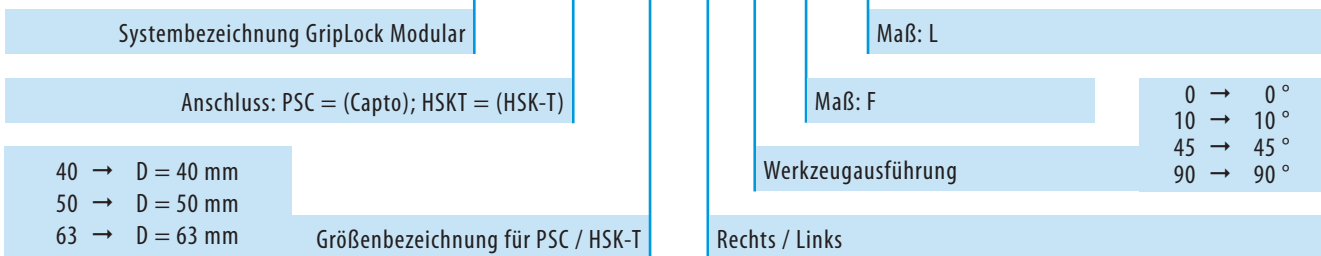 Systembezeichnung GripLock Modular
Maß: L
Anschluss: PSC = (Capto); HSKT = (HSK-T)
Maß: F
0 → 0 °
10 → 10 °
45 → 45 °
90 → 90 °
Werkzeugausführung
40 → D = 40 mm
50 → D = 50 mm
63 → D = 63 mm
Größenbezeichnung für PSC / HSK-T
Rechts / Links